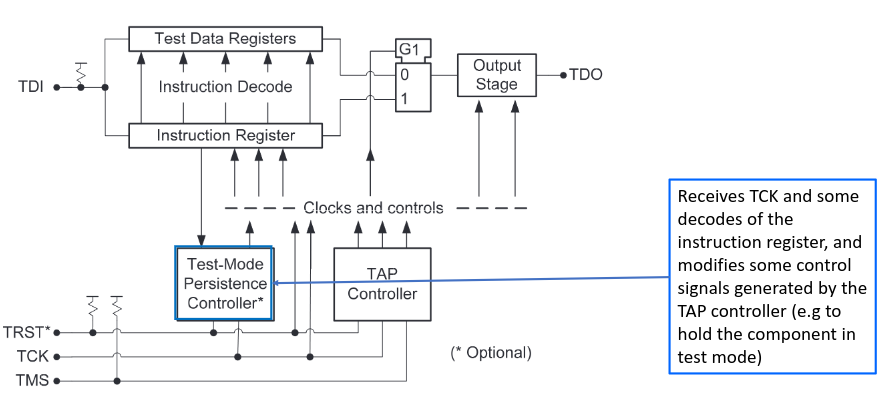 Test Data Registers
G1
TDI
Instruction Decode
0
1
Output
Stage
TDO
Instruction Register
Clocks and controls
Test-Mode
Persistence
Controller*
TAP
Controller
Receives TCK and some
decodes of the
instruction register, and
modifies some control
signals generated by the
TAP controller (e.g to
hold the component in
test mode)
TRST*
TCK
(* Optional)
TMS